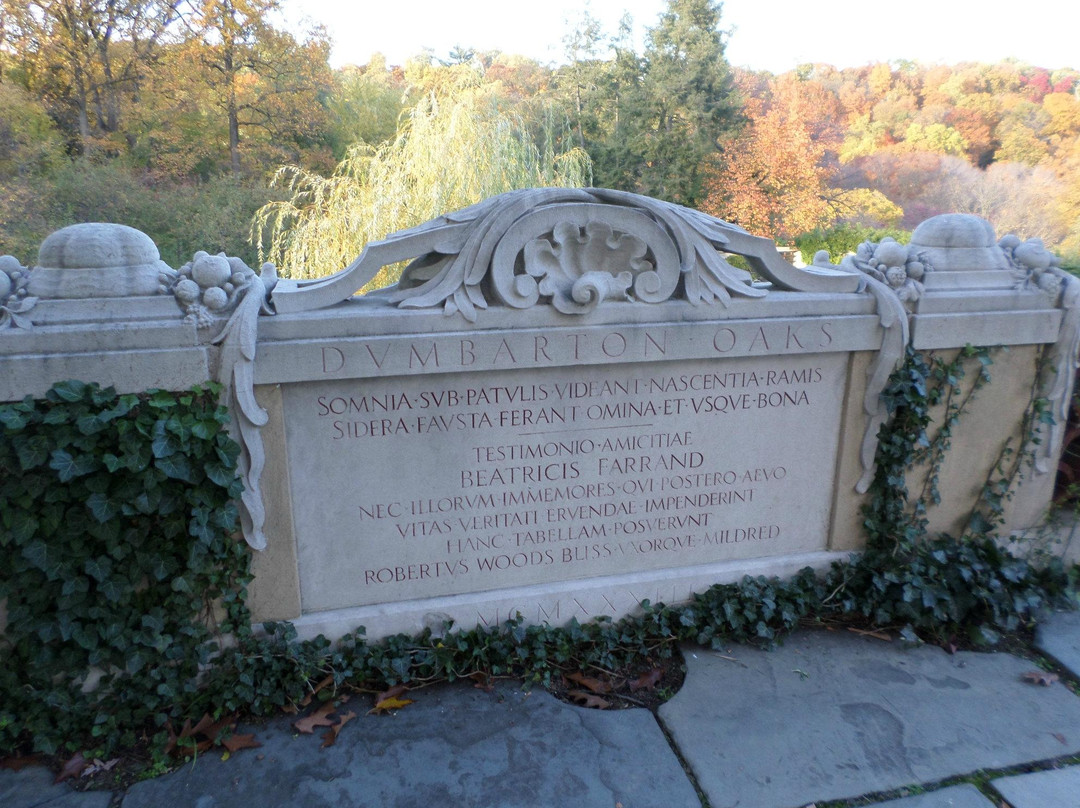 DVMBARTON OAKS
SOMNIA·SVB·PATVLIS·VIDEANT·NASCENTIA·RAMIS
SIDERA·FAVSTA·FERANT·OMINA·ET·VSQVE·BONA
TESTIMONIO·AMICITIAE
BEATRICIS FARRAND
NEC·ILLORVM·IMMEMORES·QVI·POSTERO·AEVO
VITAS·VERITATI·ERVENDAE·IMPENDERINT
HANC·TABELLAM·POSVERVNT
ROBERTVS WOODS BLISS·VXORQVE·MILDRED